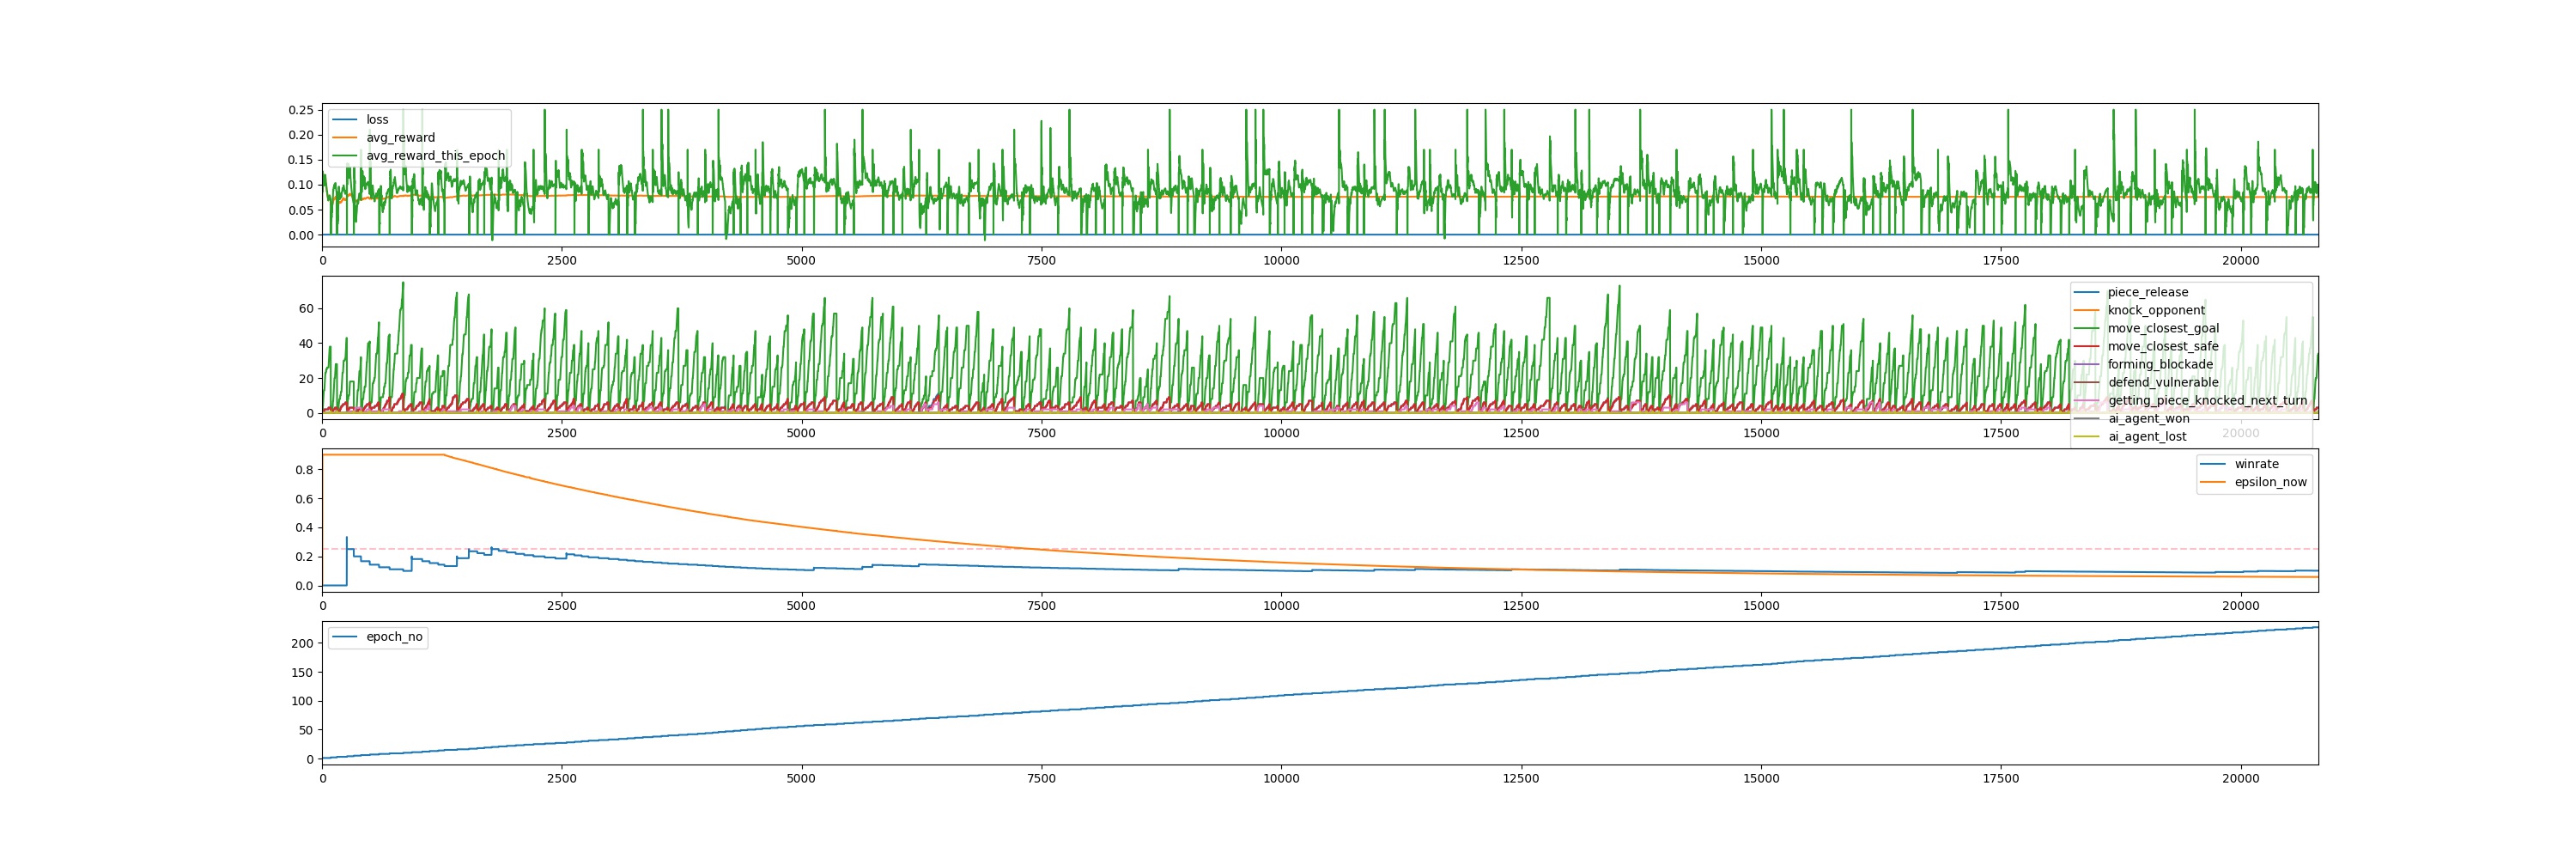 0.25
0.20
0.15
0.10
0.05
0.00
loss
avg_reward
avg_reward_this_epoch
0 2500 5000 7500 10000 12500 15000 17500 20000
60
40
20
0
piece_release
knock_opponent
move_closest_goal
move_closest_safe
forming_blockade
defend_vulnerable
getting_piece_knocked_next_turn
ai_agent_won
ai_agent_lost
0 2500 5000 7500 10000 12500 15000 17500 20000
0.8
0.6
0.4
0.2
0.0
winrate
epsilon_now
0 2500 5000 7500 10000 12500 15000 17500 20000
200
150
100
50
0
epoch_no
0 2500 5000 7500 10000 12500 15000 17500 20000